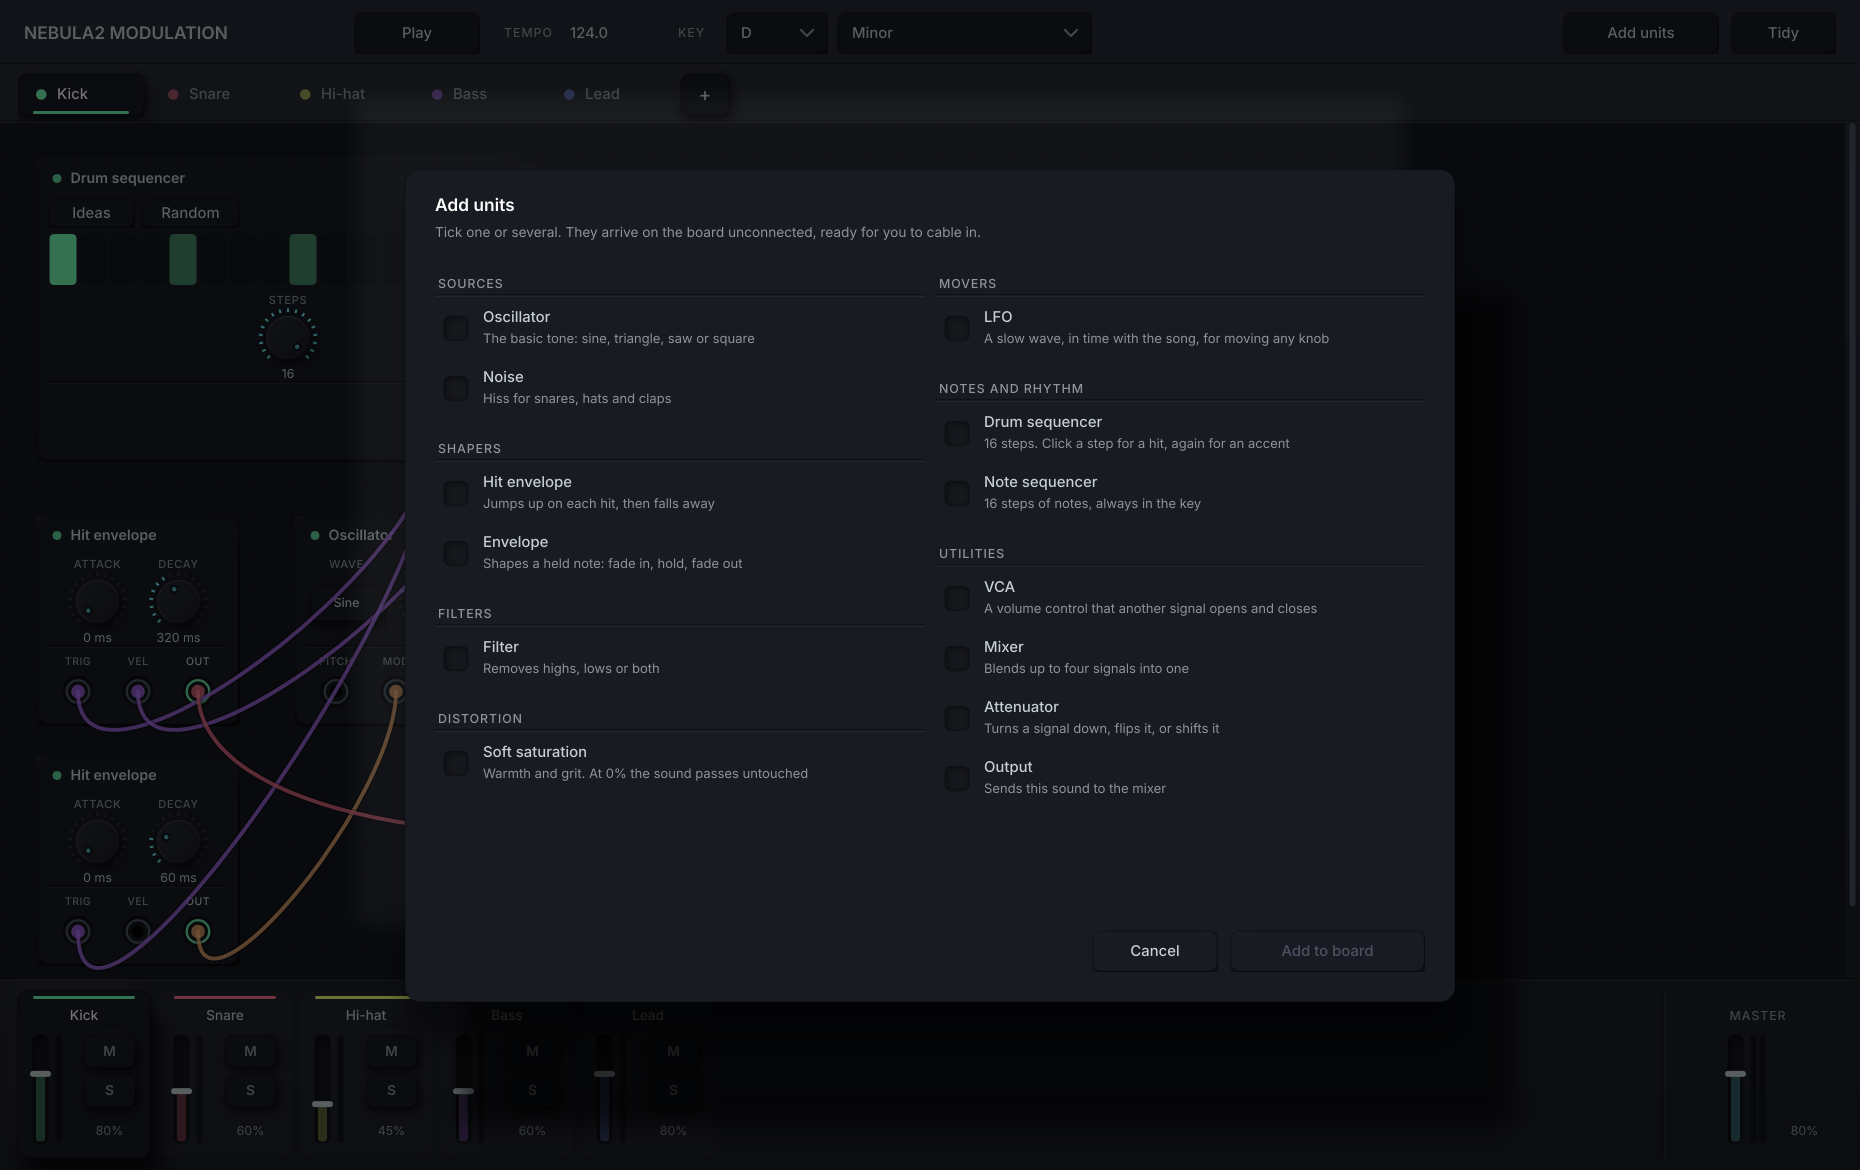 NEBULA2 MODULATION
Play
TEMPO 124.0
KEY D Minor
Add units
Tidy
Kick
Snare
Hi-hat
Bass
Lead
+
Drum sequencer
Ideas
Random
STEPS
16
Hit envelope
ATTACK DECAY
0 ms 320 ms
TRIG VEL OUT
Oscillator
WAVE
Sine
PITCH
Hit envelope
ATTACK DECAY
0 ms 60 ms
TRIG VEL OUT
Add units
Tick one or several. They arrive on the board unconnected, ready for you to cable in.
SOURCES
Oscillator
The basic tone: sine, triangle, saw or square
Noise
Hiss for snares, hats and claps
SHAPERS
Hit envelope
Jumps up on each hit, then falls away
Envelope
Shapes a held note: fade in, hold, fade out
FILTERS
Filter
Removes highs, lows or both
DISTORTION
Soft saturation
Warmth and grit. At 0% the sound passes untouched
MOVERS
LFO
A slow wave, in time with the song, for moving any knob
NOTES AND RHYTHM
Drum sequencer
16 steps. Click a step for a hit, again for an accent
Note sequencer
16 steps of notes, always in the key
UTILITIES
VCA
A volume control that another signal opens and closes
Mixer
Blends up to four signals into one
Attenuator
Turns a signal down, flips it, or shifts it
Output
Sends this sound to the mixer
Cancel
Add to board
Kick
M
S
80%
Snare
M
S
60%
Hi-hat
M
S
45%
Bass
M
S
60%
Lead
M
S
80%
MASTER
80%